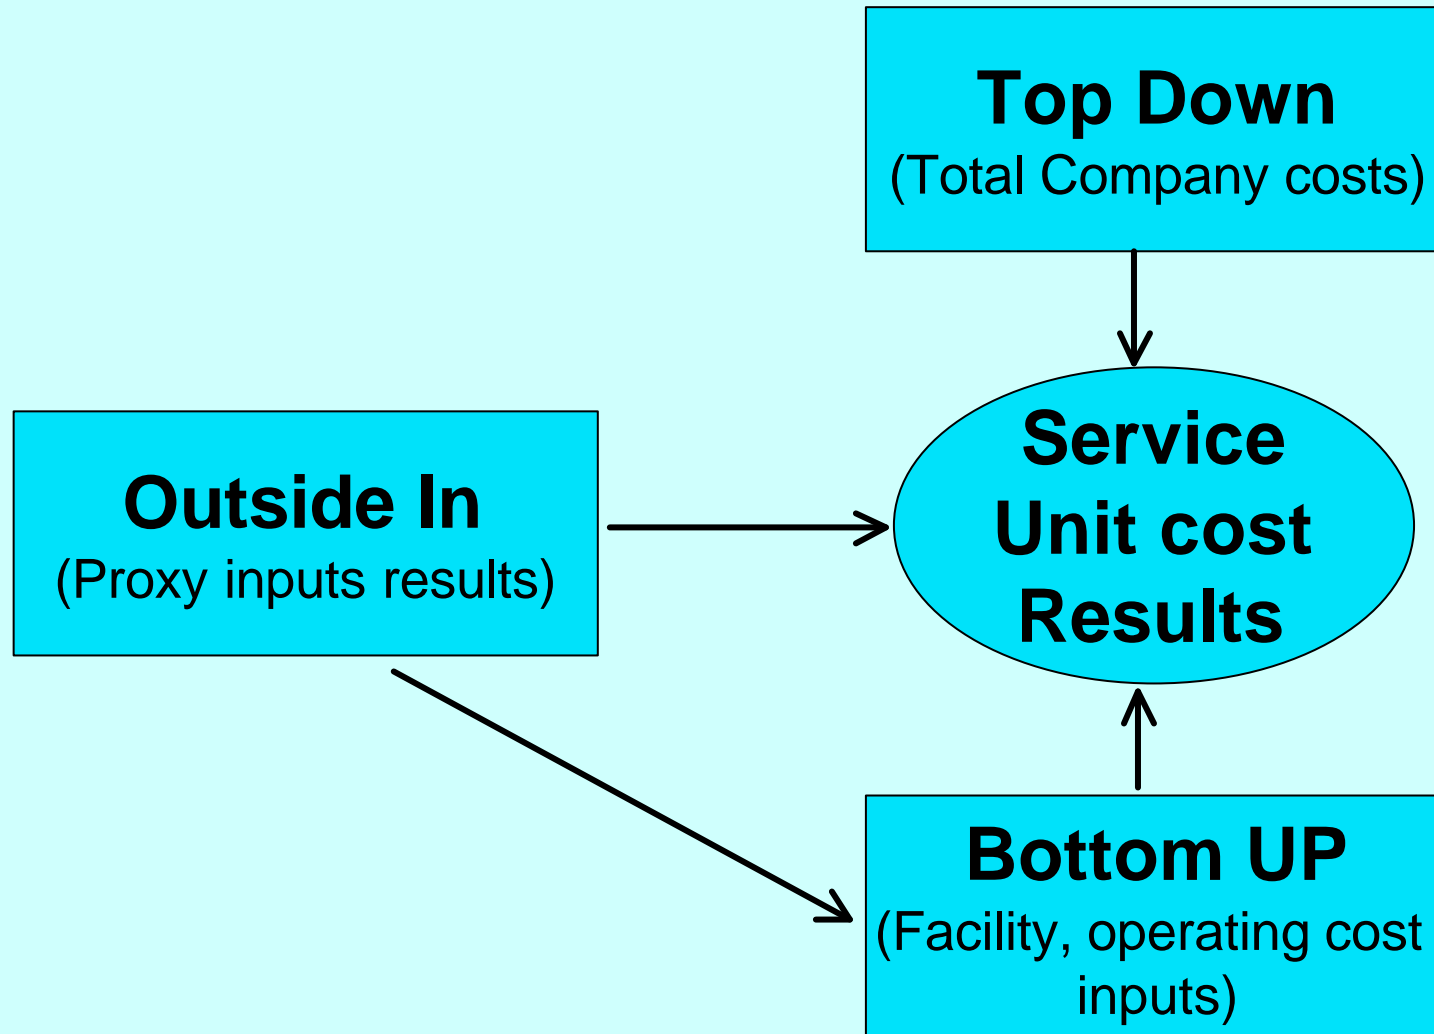 Top Down
(Total Company costs)
Outside In
(Proxy inputs results)
Service
Unit cost
Results
Bottom UP
(Facility, operating cost
inputs)